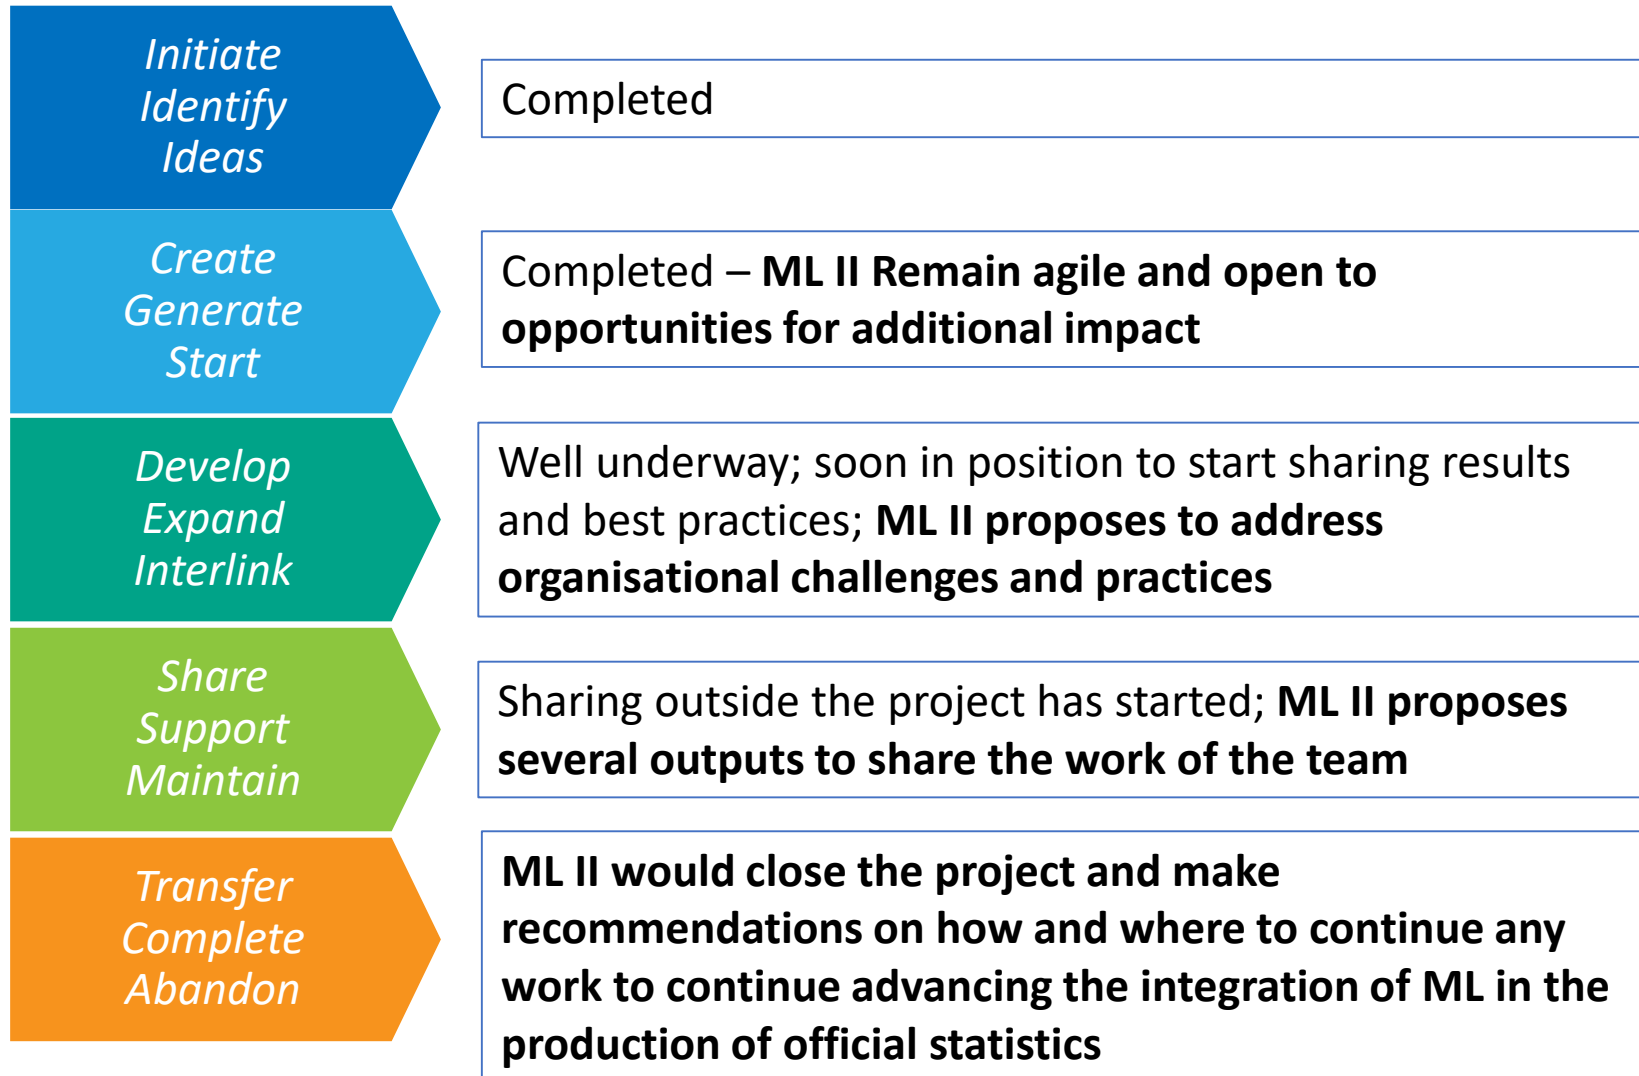 Initiate
Identify
Ideas
Completed
Create
Generate
Start
Completed – ML II Remain agile and open to
opportunities for additional impact
Develop
Expand
Interlink
Well underway; soon in position to start sharing results
and best practices; ML II proposes to address
organisational challenges and practices
Share
Support
Maintain
Sharing outside the project has started; ML II proposes
several outputs to share the work of the team
Transfer
Complete
Abandon
ML II would close the project and make
recommendations on how and where to continue any
work to continue advancing the integration of ML in the
production of official statistics